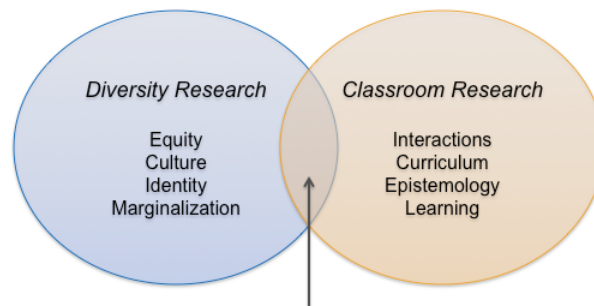 Diversity Research
Equity
Culture
Identity
Marginalization
Classroom Research
Interactions
Curriculum
Epistemology
Learning